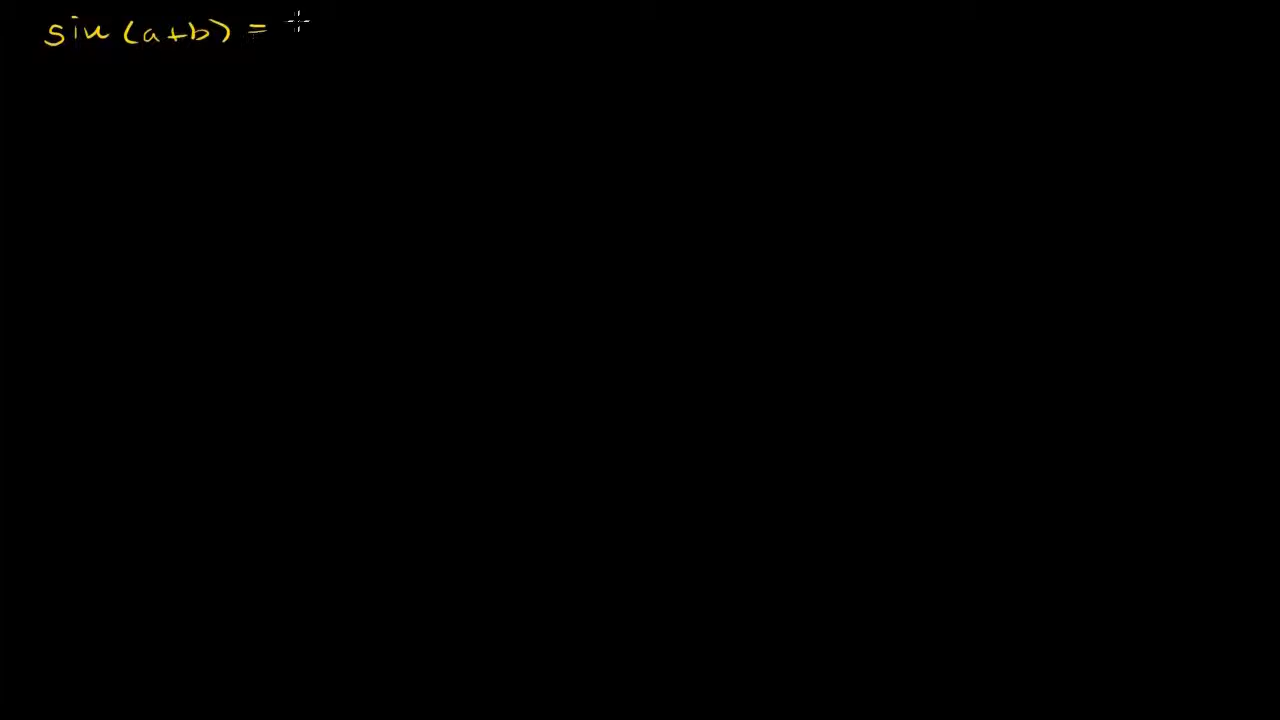 sin (a+b) =